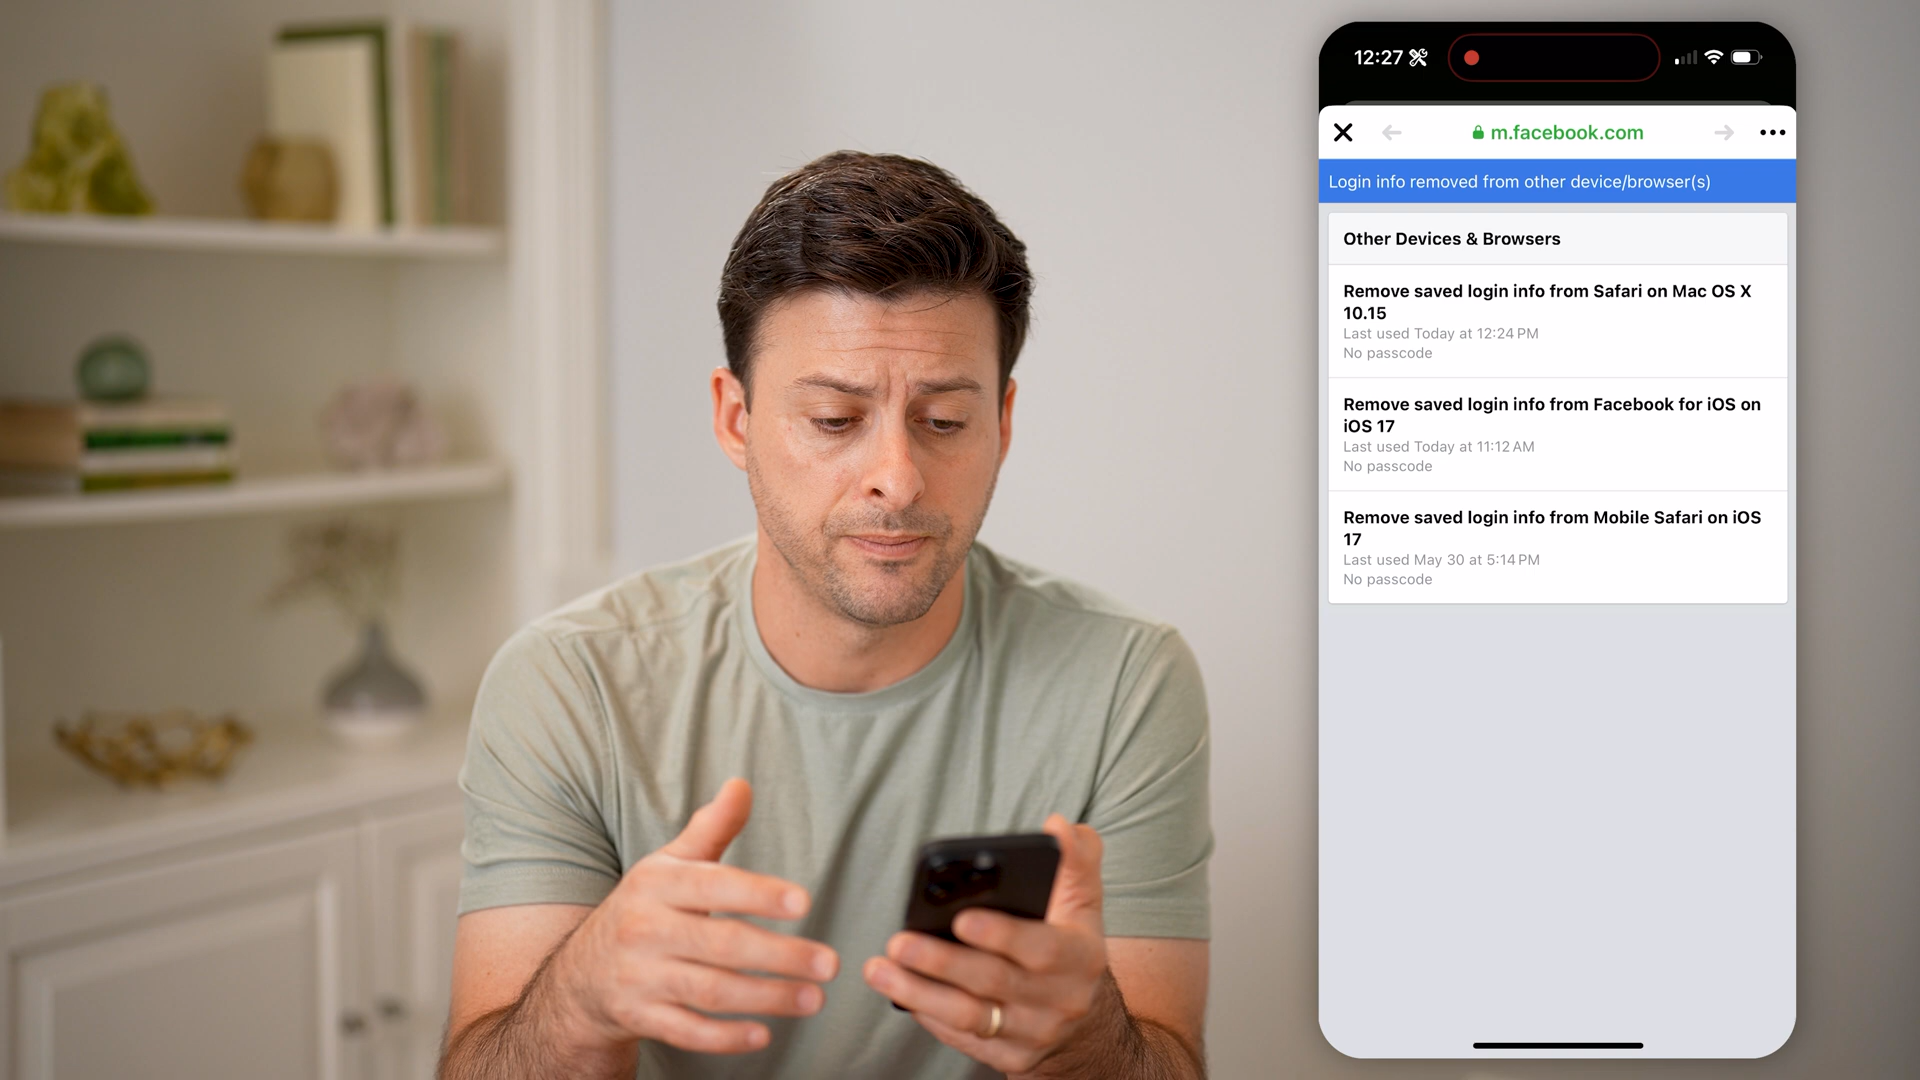 12:27
m.facebook.com
Login info removed from other device/browser(s)
Other Devices & Browsers
Remove saved login info from Safari on Mac OS X
10.15
Last used Today at 12:24 PM
No passcode
Remove saved login info from Facebook for iOS on
iOS 17
Last used Today at 11:12 AM
No passcode
Remove saved login info from Mobile Safari on iOS
17
Last used May 30 at 5:14 PM
No passcode